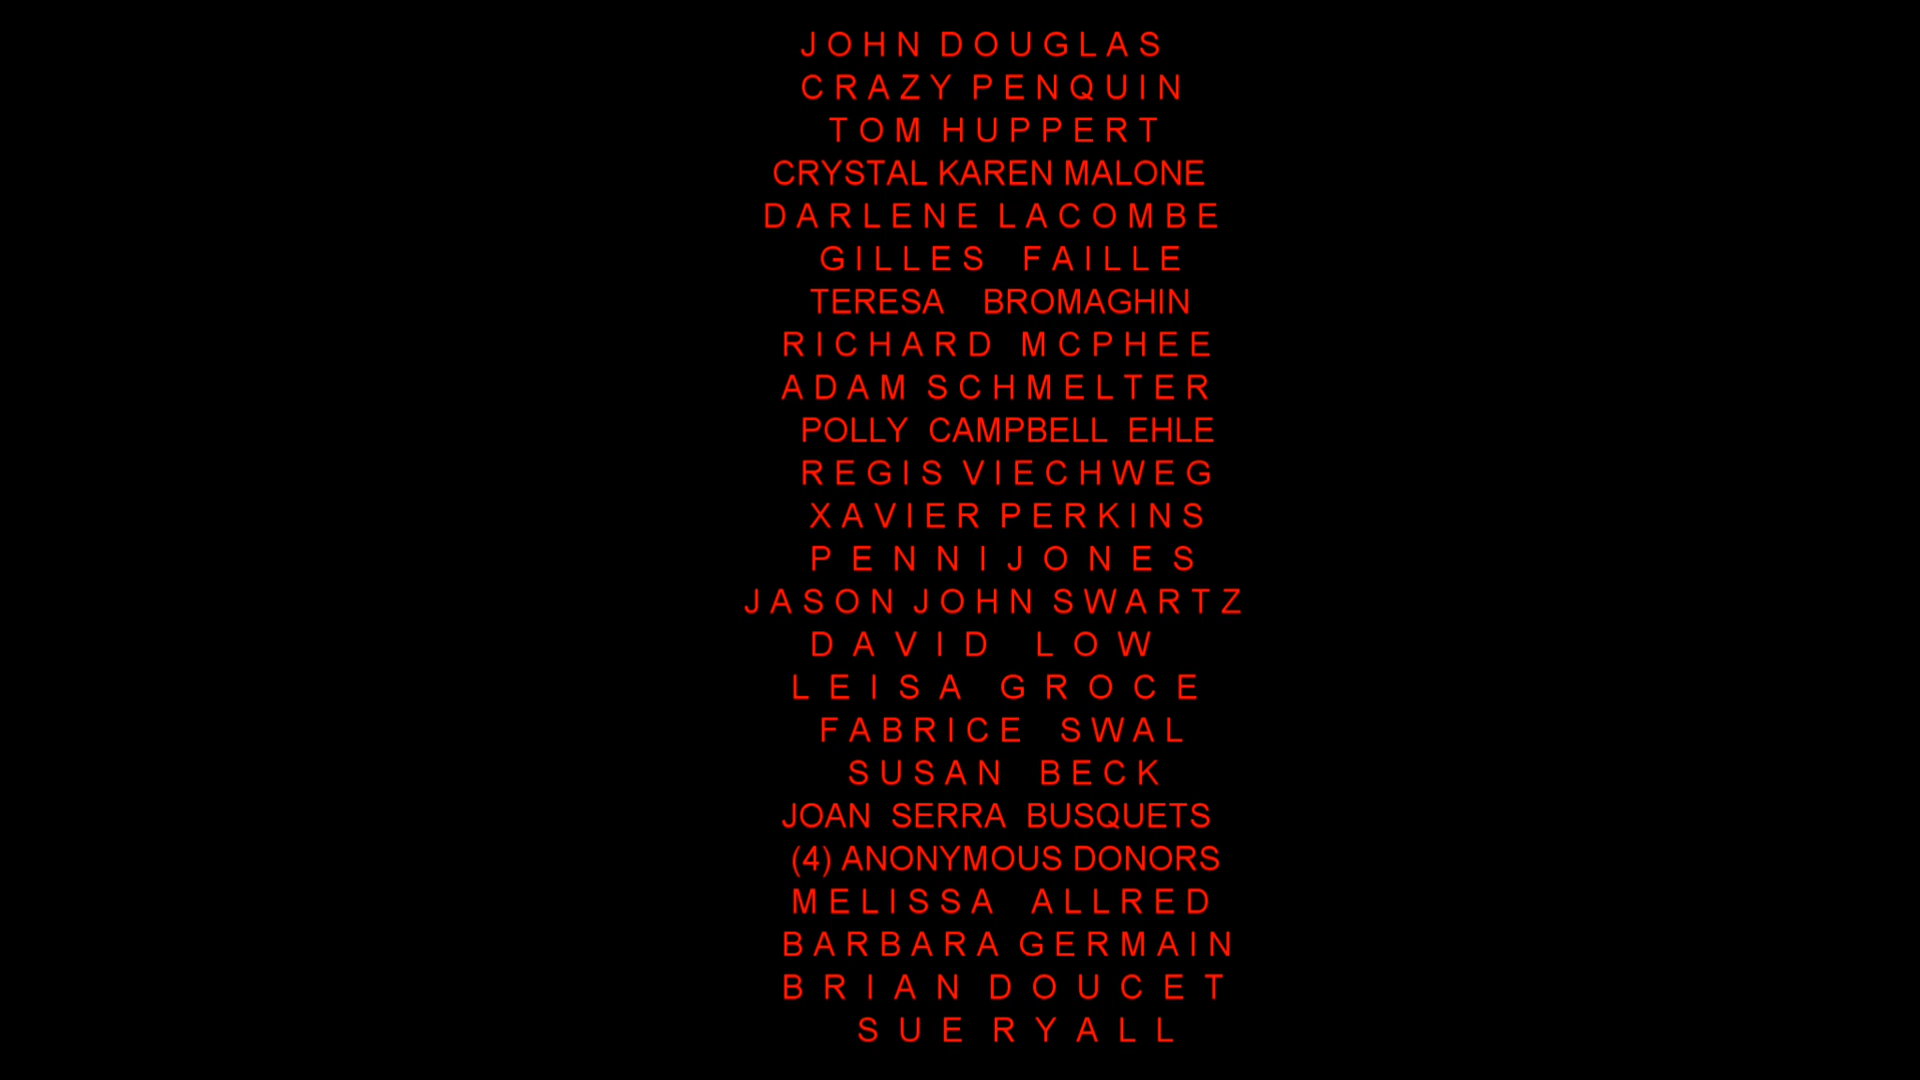 JOHN DOUGLAS
CRAZY PENQUIN
TOM HUPPERT
CRYSTAL KAREN MALONE
DARLENE LACOMBE
GILLES FAILLE
TERESA BROMAGHIN
RICHARD MCPHEE
ADAM SCHMELTER
POLLY CAMPBELL EHLE
REGIS VIECHWEG
XAVIER PERKINS
PENNI JONES
JASON JOHN SWARTZ
DAVID LOW
LEISA GROCE
FABRICE SWAL
SUSAN BECK
JOAN SERRA BUSQUETS
(4) ANONYMOUS DONORS
MELISSA ALLRED
BARBARA GERMAIN
BRIAN DOUCET
SUE RYALL